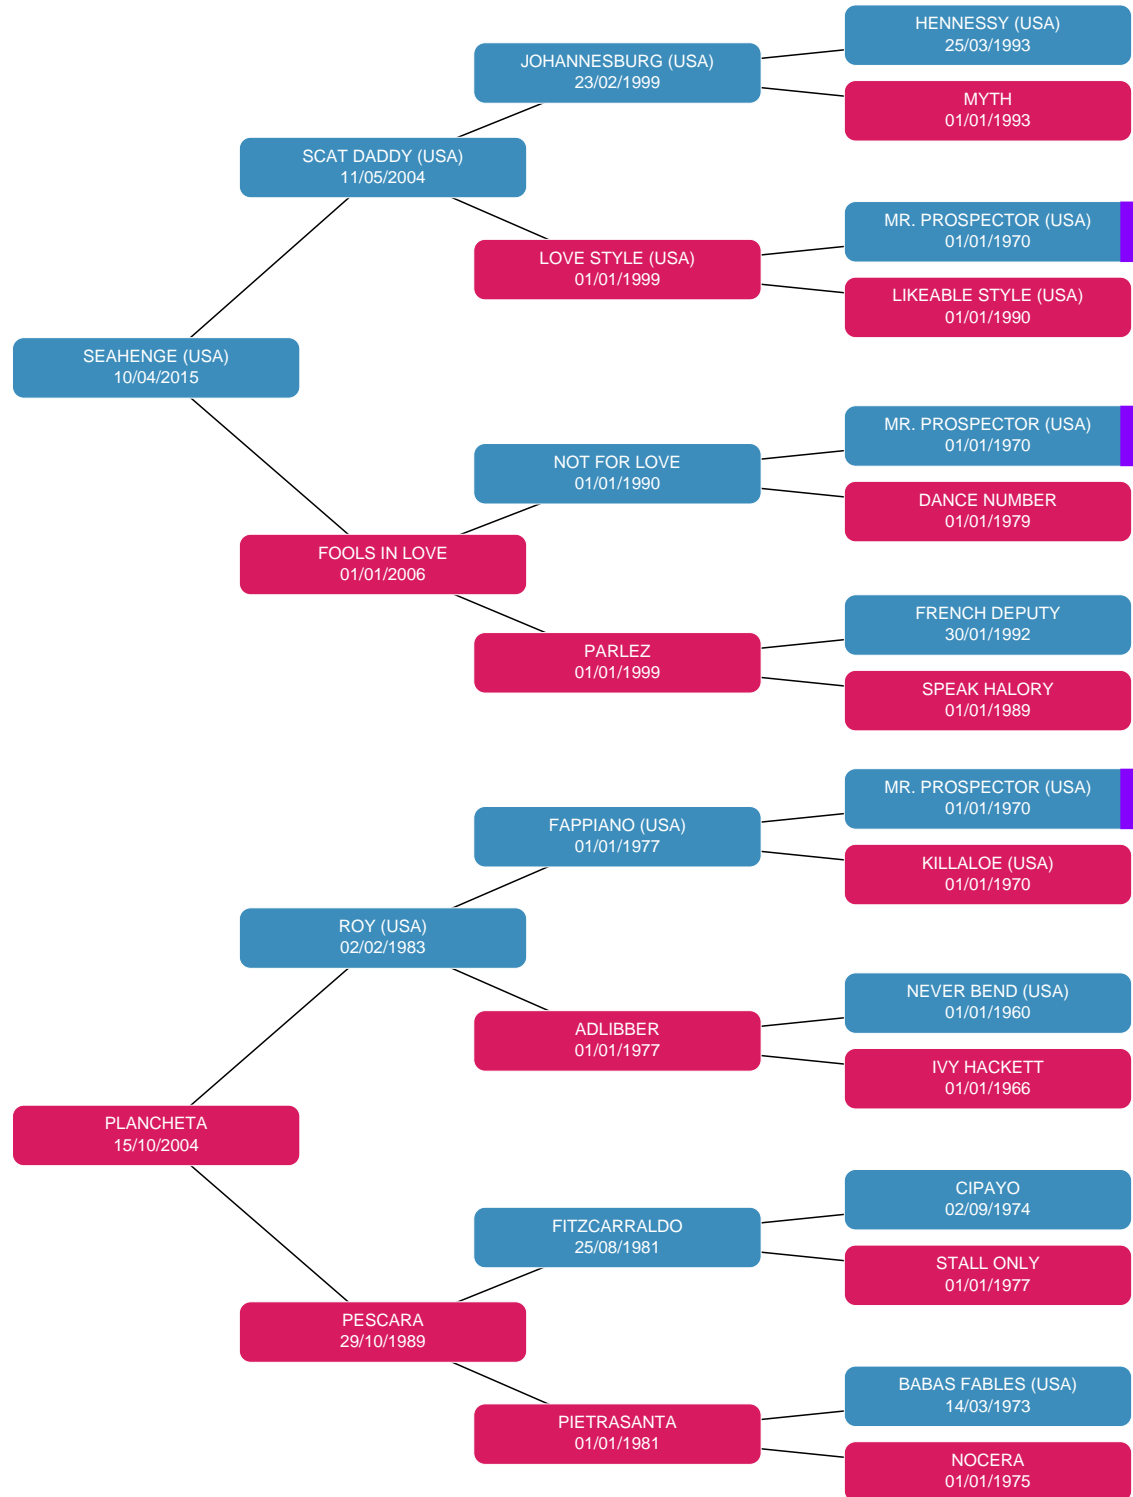 HENNESSY (USA)
25/03/1993
JOHANNESBURG (USA)
23/02/1999
MYTH
01/01/1993
SCAT DADDY (USA)
11/05/2004
MR. PROSPECTOR (USA)
01/01/1970
LOVE STYLE (USA)
01/01/1999
LIKEABLE STYLE (USA)
01/01/1990
SEAHENGE (USA)
10/04/2015
MR. PROSPECTOR (USA)
01/01/1970
NOT FOR LOVE
01/01/1990
DANCE NUMBER
01/01/1979
FOOLS IN LOVE
01/01/2006
FRENCH DEPUTY
30/01/1992
PARLEZ
01/01/1999
SPEAK HALORY
01/01/1989
MR. PROSPECTOR (USA)
01/01/1970
FAPPIANO (USA)
01/01/1977
KILLALOE (USA)
01/01/1970
ROY (USA)
02/02/1983
NEVER BEND (USA)
01/01/1960
ADLIBBER
01/01/1977
IVY HACKETT
01/01/1966
PLANCHETA
15/10/2004
CIPAYO
02/09/1974
FITZCARRALDO
25/08/1981
STALL ONLY
01/01/1977
PESCARA
29/10/1989
BABAS FABLES (USA)
14/03/1973
PIETRASANTA
01/01/1981
NOCERA
01/01/1975